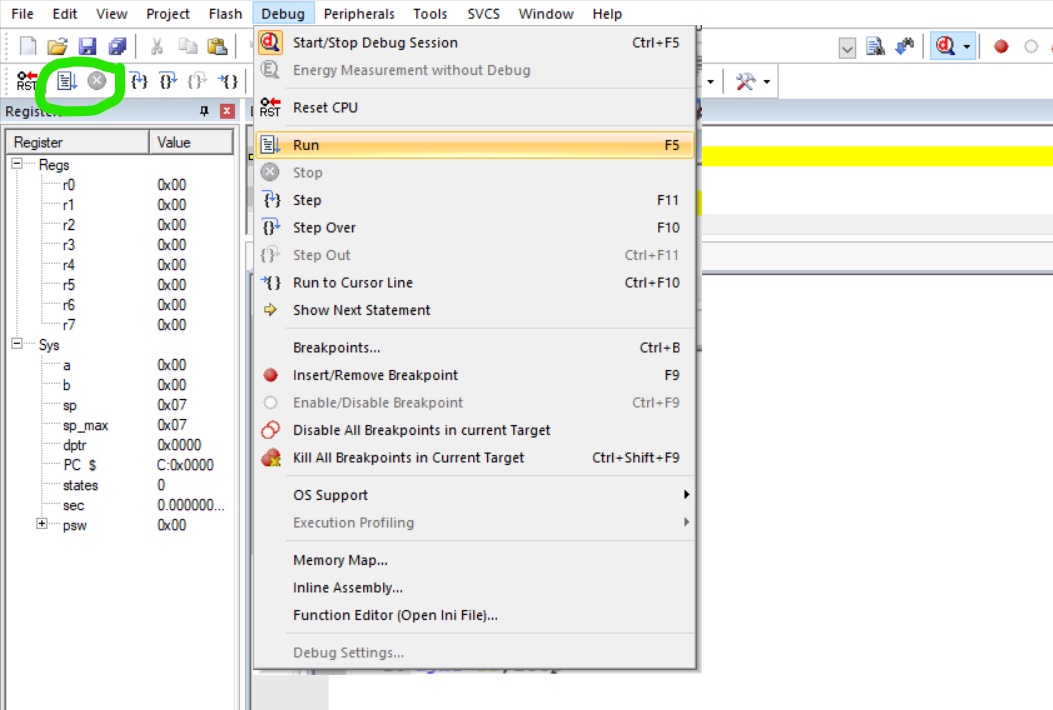 File Edit View Project Flash Debug Peripherals Tools SVCS Window Help
Start/Stop Debug Session Ctrl+F5
Energy Measurement without Debug
RST
Reset CPU
RST
Run F5
Stop
Step F11
Step Over F10
Step Out Ctrl+F11
Run to Cursor Line Ctrl+F10
Show Next Statement
Breakpoints... Ctrl+B
Insert/Remove Breakpoint F9
Enable/Disable Breakpoint Ctrl+F9
Disable All Breakpoints in current Target
Kill All Breakpoints in Current Target Ctrl+Shift+F9
OS Support
Execution Profiling
Memory Map...
Inline Assembly...
Function Editor (Open Ini File)...
Debug Settings...
Registers
Register Value
Regs
r0 0x00
r1 0x00
r2 0x00
r3 0x00
r4 0x00
r5 0x00
r6 0x00
r7 0x00
Sys
a 0x00
b 0x00
sp 0x07
sp_max 0x07
dptr 0x0000
PC $ C:0x0000
states 0
sec 0.000000...
psw 0x00